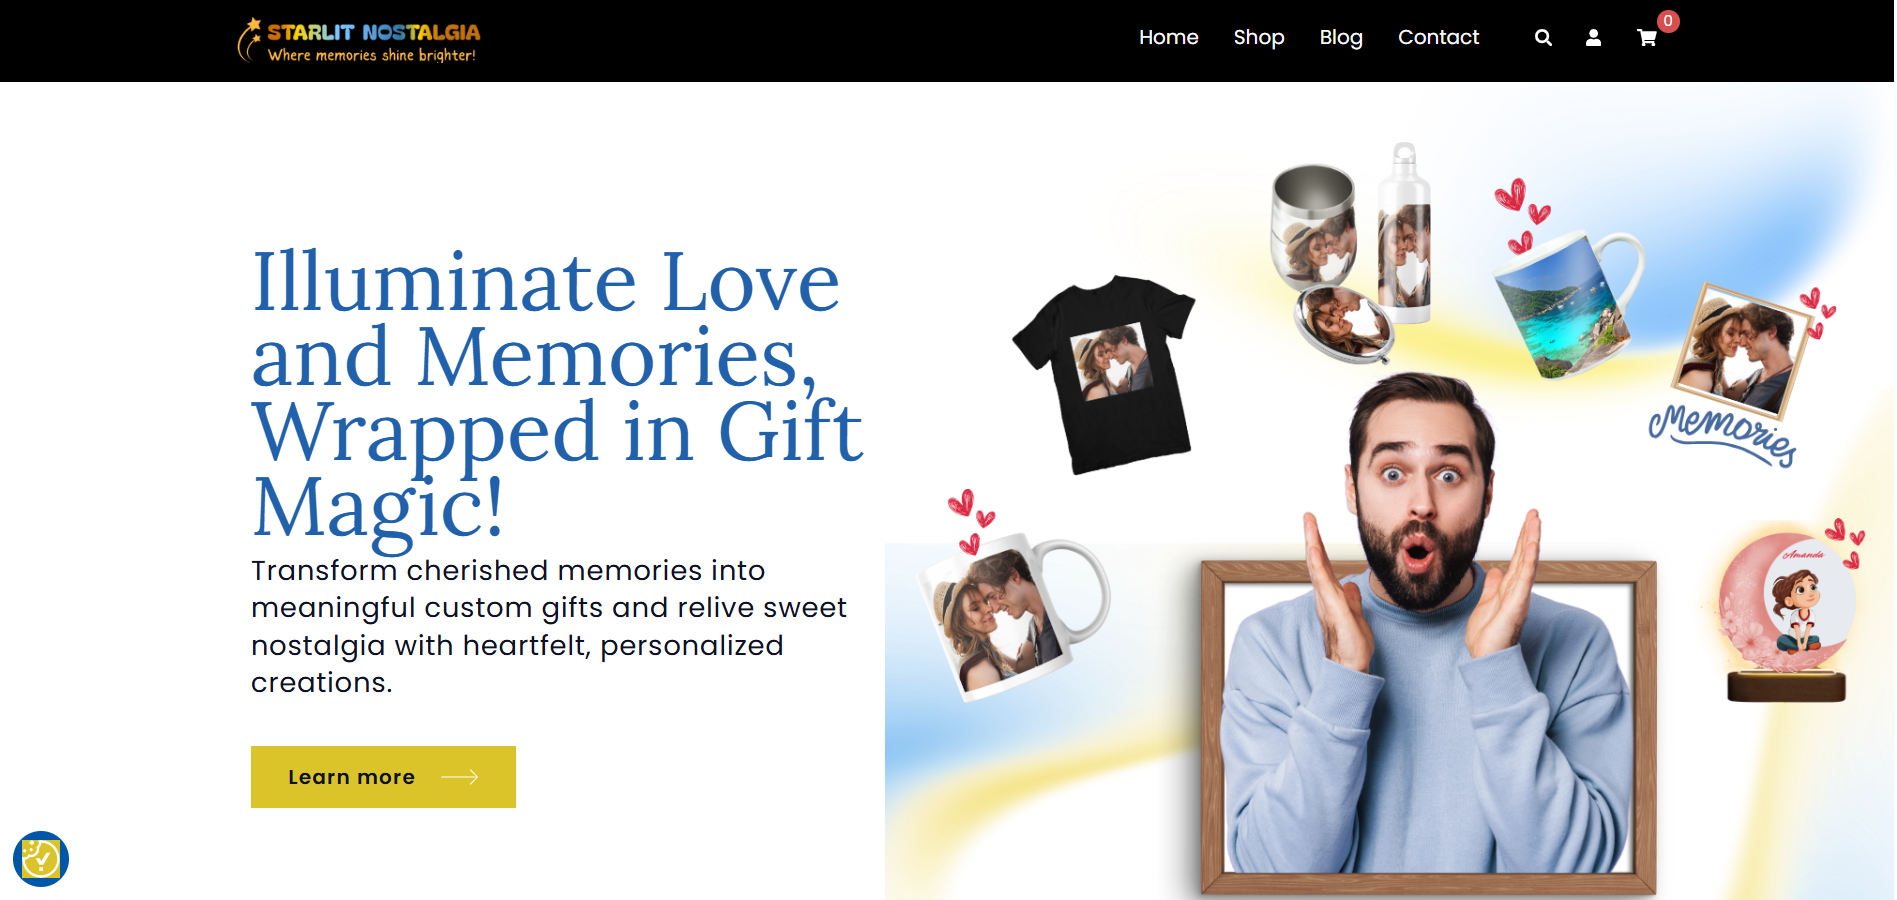 STARLIT NOSTALGIA
Where memories shine brighter!
Home Shop Blog Contact
0
Illuminate Love
and Memories,
Wrapped in Gift
Magic!
Transform cherished memories into
meaningful custom gifts and relive sweet
nostalgia with heartfelt, personalized
creations.
Learn more
Memories
Amanda